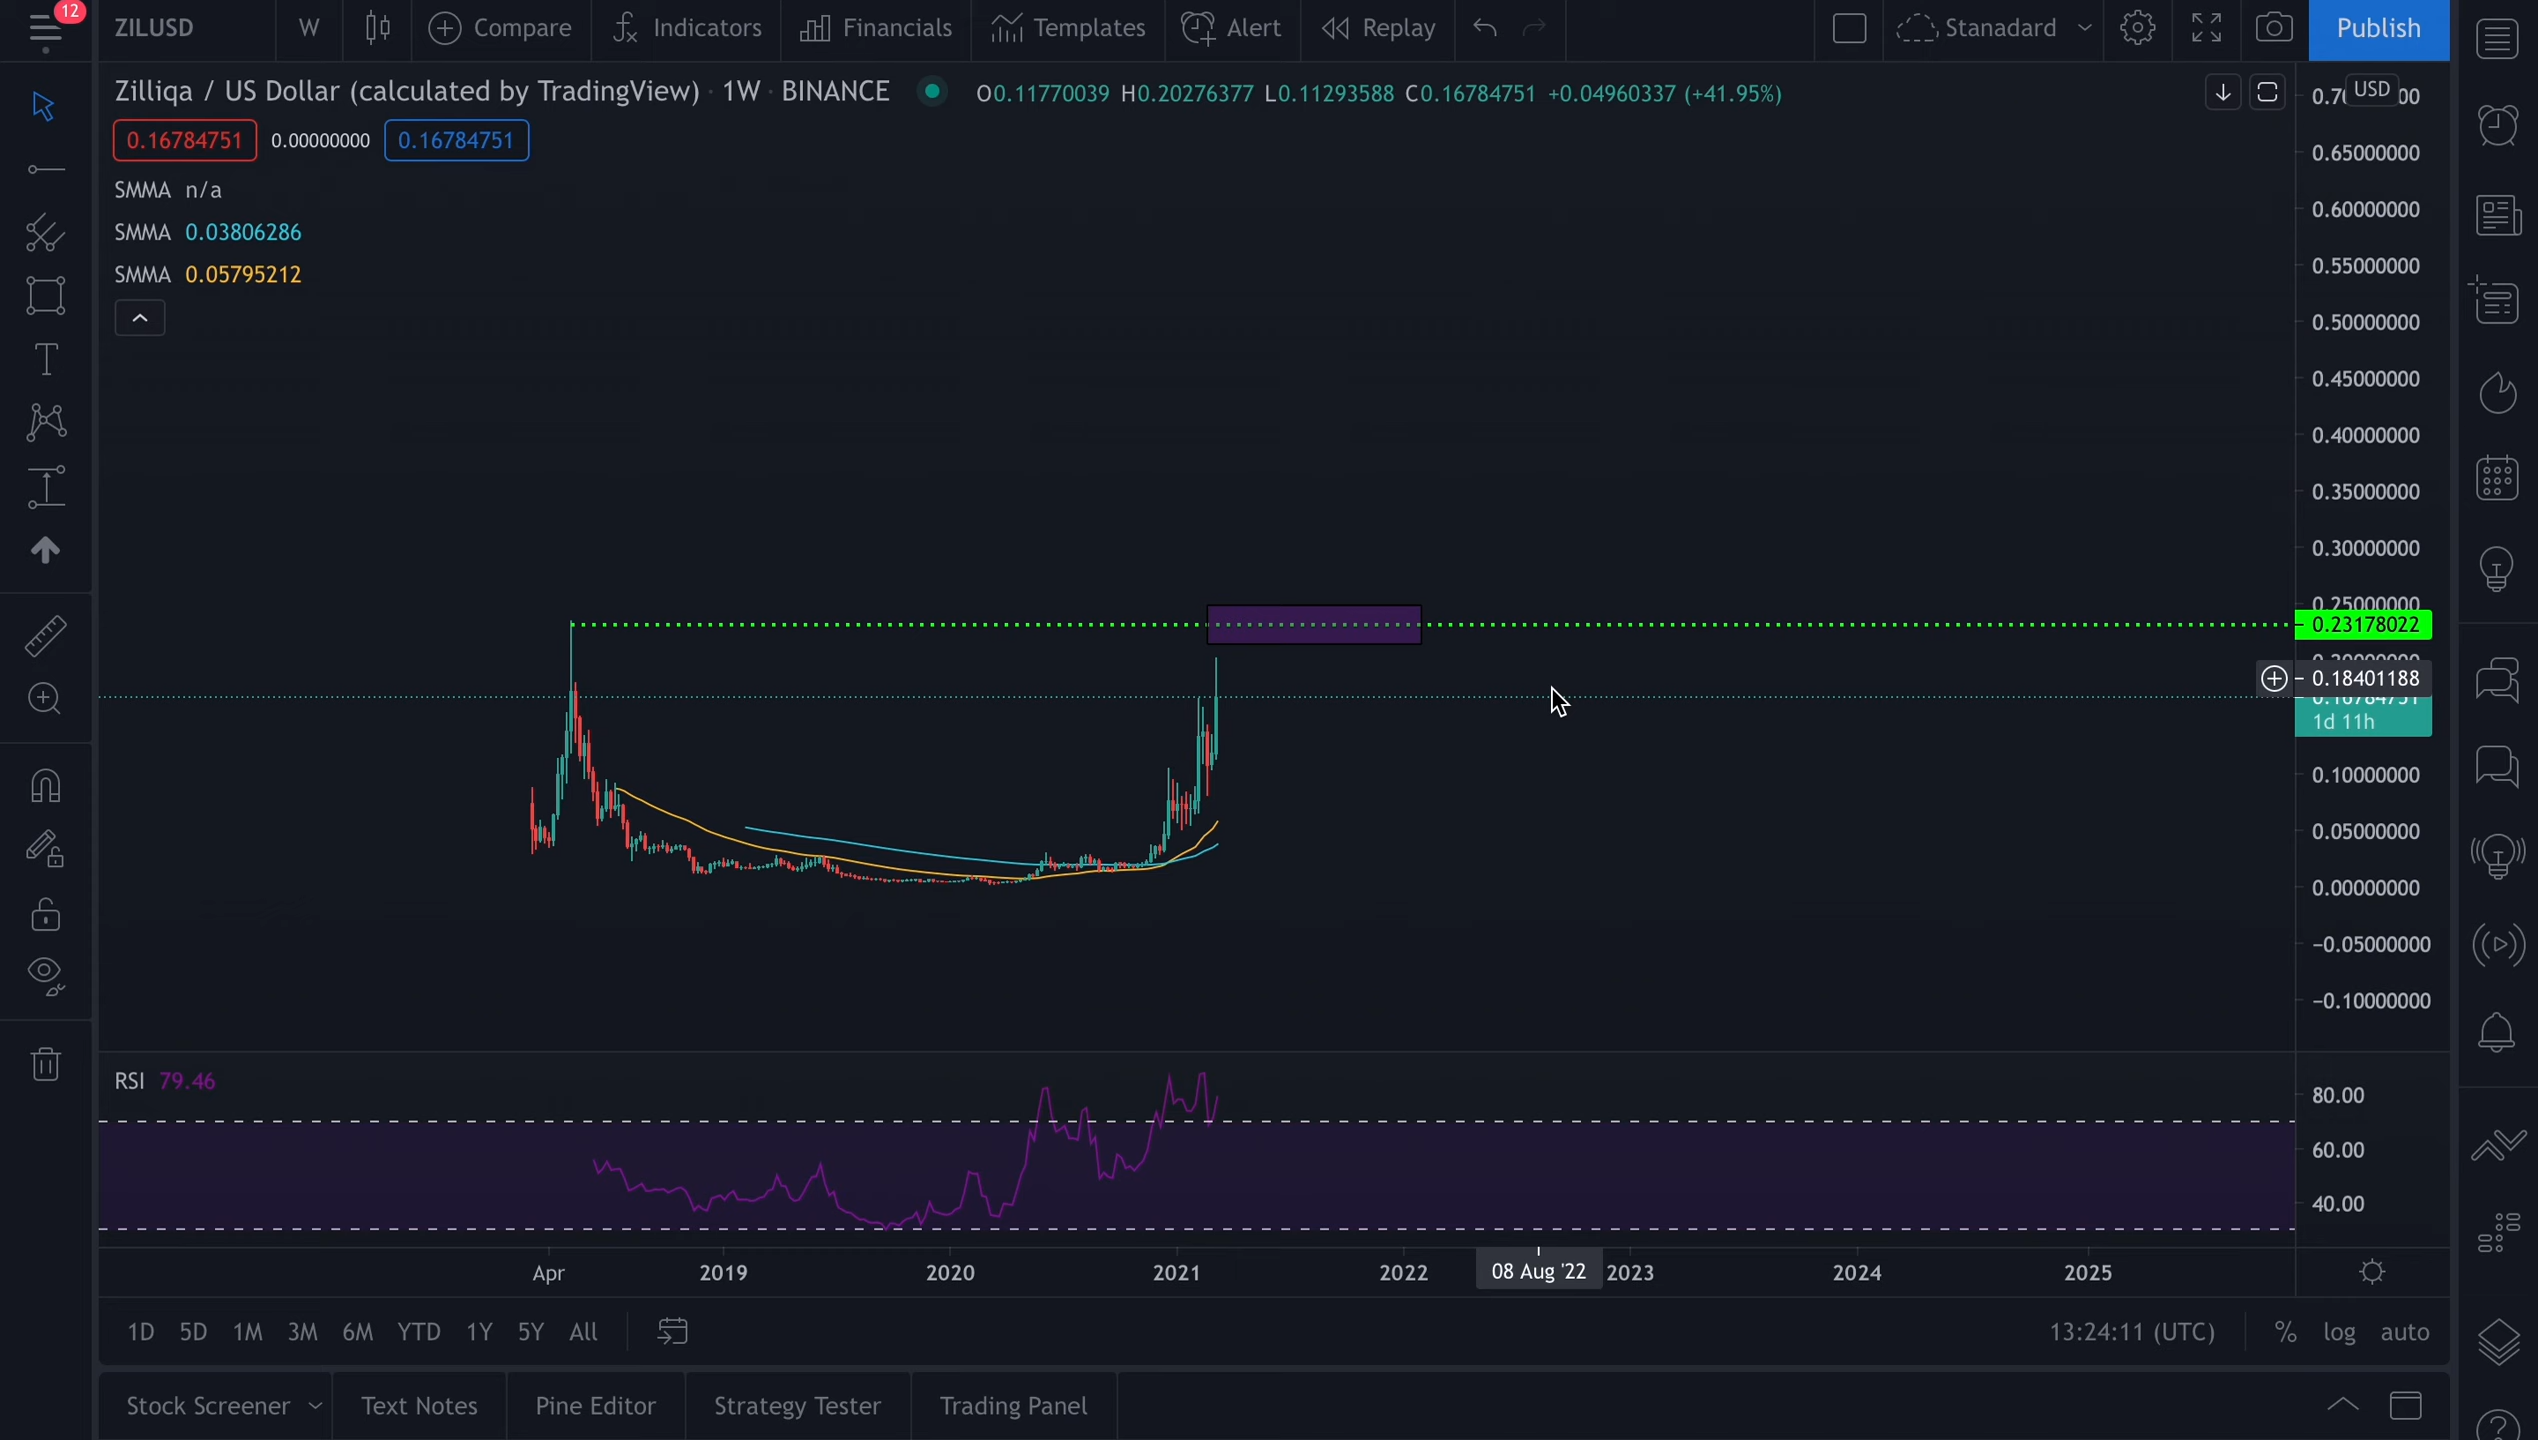 12
ZILUSD W Compare Indicators Financials Templates Alert Replay Stanadard Publish
Zilliqa / US Dollar (calculated by TradingView) · 1W · BINANCE O0.11770039 H0.20276377 L0.11293588 C0.16784751 +0.04960337 (+41.95%)
USD
0.16784751 0.00000000 0.16784751
SMMA n/a
SMMA 0.03806286
SMMA 0.05795212
0.65000000
0.60000000
0.55000000
0.50000000
0.45000000
0.40000000
0.35000000
0.30000000
0.25000000
0.23178022
0.18401188
0.16784751
1d 11h
0.10000000
0.05000000
0.00000000
−0.05000000
−0.10000000
RSI 79.46
80.00
60.00
40.00
Apr 2019 2020 2021 2022 08 Aug '22 2023 2024 2025
1D 5D 1M 3M 6M YTD 1Y 5Y All 13:24:11 (UTC) % log auto
Stock Screener Text Notes Pine Editor Strategy Tester Trading Panel